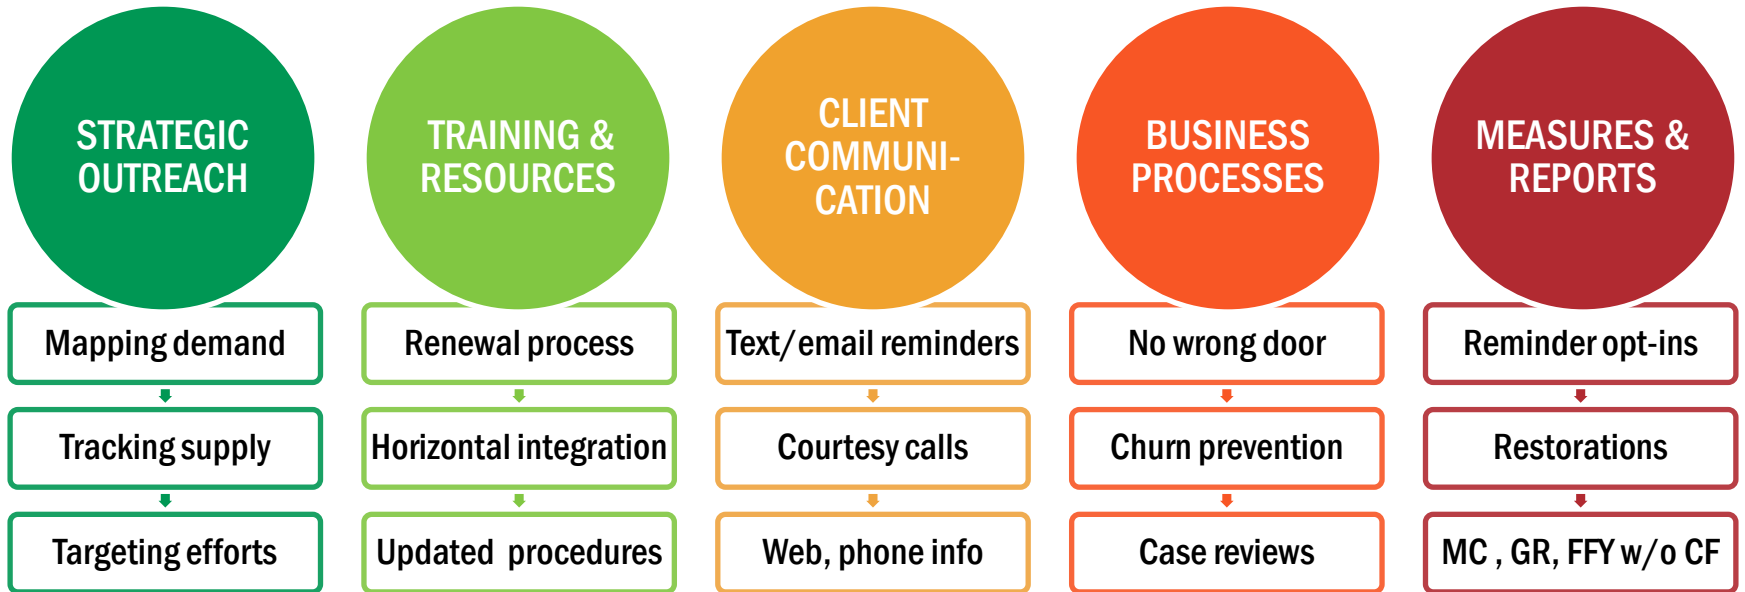 STRATEGIC
OUTREACH
Mapping demand
Tracking supply
Targeting efforts
TRAINING &
RESOURCES
Renewal process
Horizontal integration
Updated procedures
CLIENT
COMMUNI-
CATION
Text/email reminders
Courtesy calls
Web, phone info
BUSINESS
PROCESSES
No wrong door
Churn prevention
Case reviews
MEASURES &
REPORTS
Reminder opt-ins
Restorations
MC , GR, FFY w/o CF